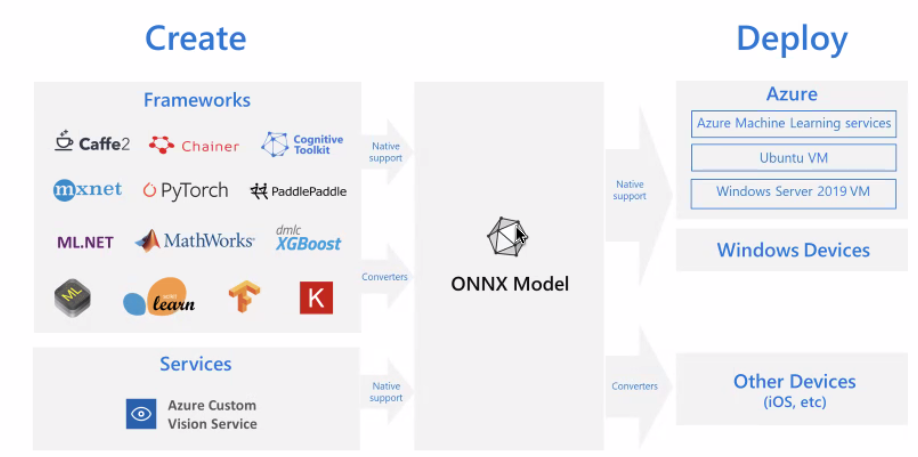 Create
Deploy
Frameworks
Caffe2
Chainer
Cognitive
Toolkit
mxnet
PyTorch
PaddlePaddle
ML.NET
MathWorks
dmlc
XGBoost
ML
learn
K
Services
Azure Custom
Vision Service
Native
support
Converters
Native
support
ONNX Model
Native
support
Converters
Azure
Azure Machine Learning services
Ubuntu VM
Windows Server 2019 VM
Windows Devices
Other Devices
(iOS, etc)